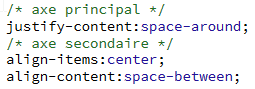 /* axe principal */
justify-content:space-around;
/* axe secondaire */
align-items:center;
align-content:space-between;